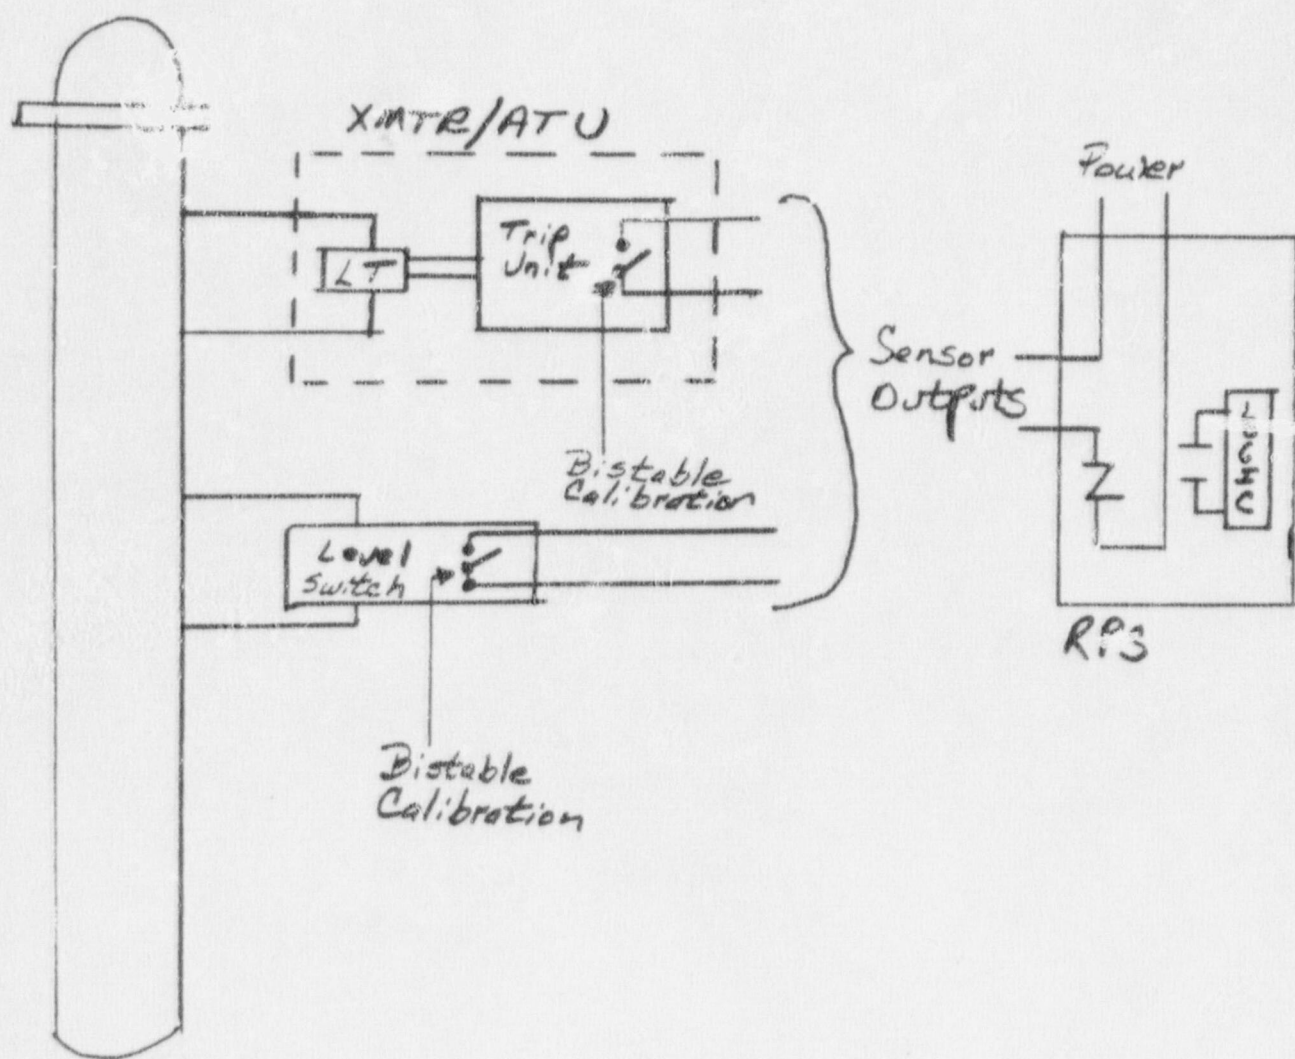 XMTR/ATU
Power
Trip
Unit
LT
Sensor
Outputs
Bistable
Calibration
LOGIC
Level
Switch
RPS
Bistable
Calibration